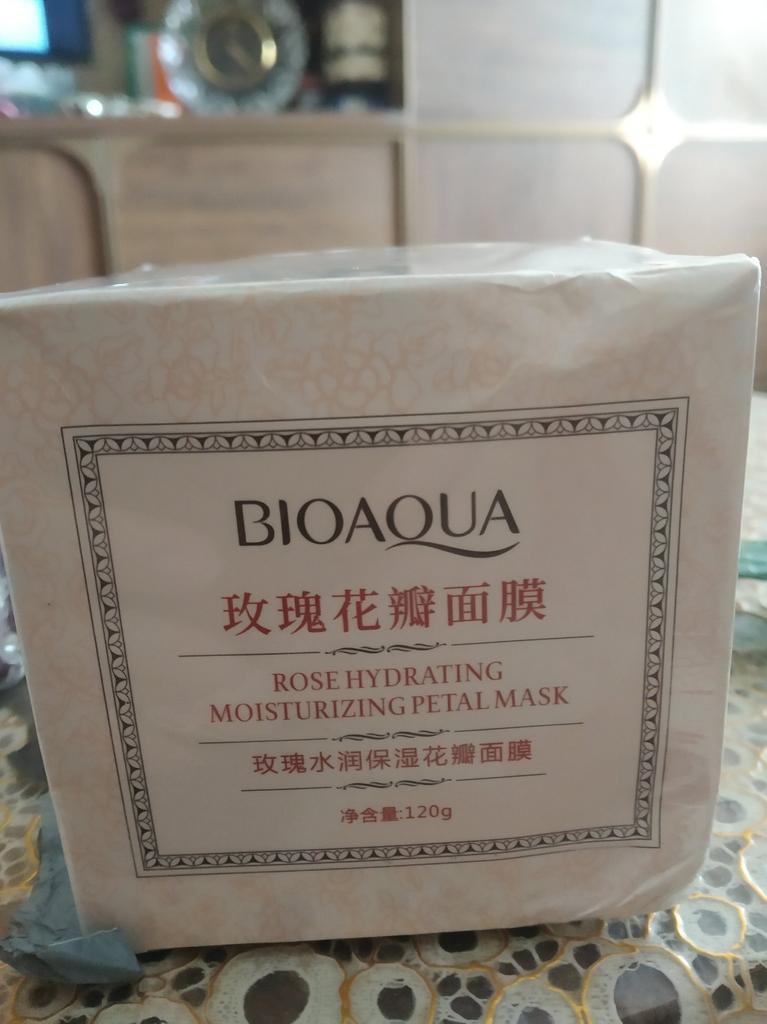 BIOAQUA
玫瑰花瓣面膜
ROSE HYDRATING
MOISTURIZING PETAL MASK
玫瑰水润保湿花瓣面膜
净含量:120g